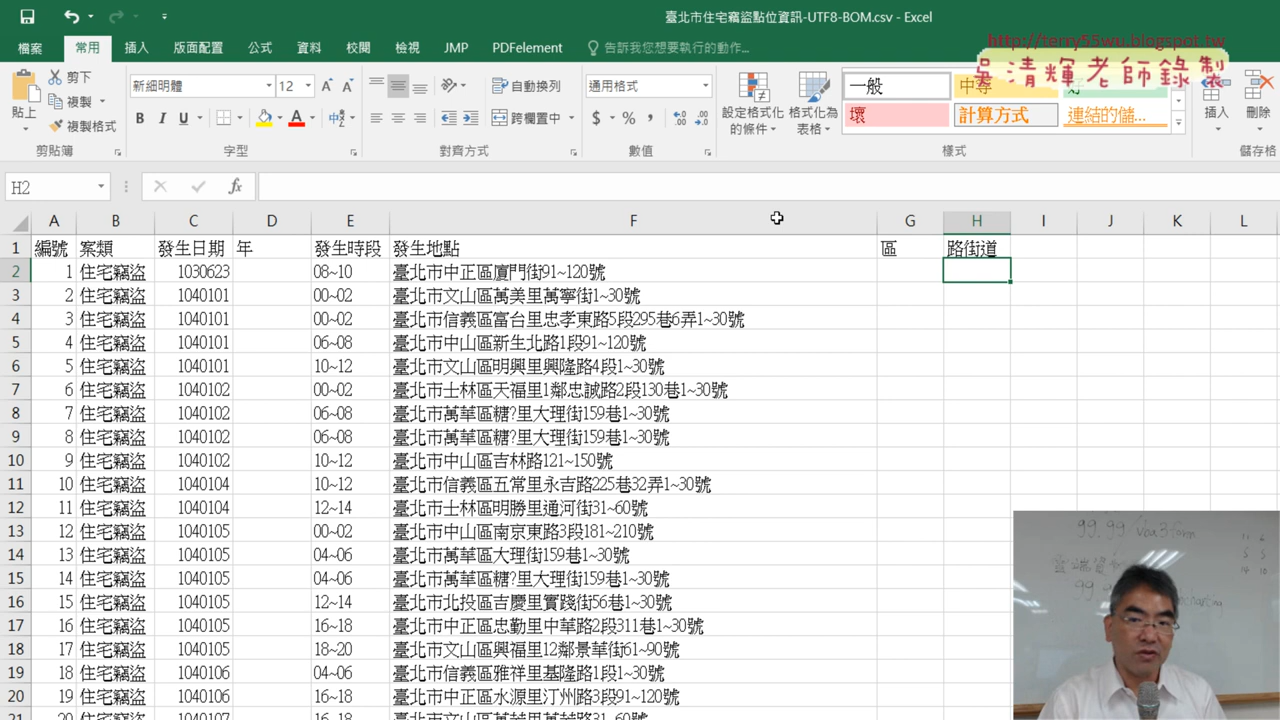 臺北市住宅竊盜點位資訊-UTF8-BOM.csv - Excel
http://terry55wu.blogspot.tw
吳清輝老師錄製
檔案 常用 插入 版面配置 公式 資料 校閱 檢視 JMP PDFelement 告訴我您想要執行的動作...
貼上 剪下 複製 複製格式 剪貼簿
新細明體 12 B I U A 字型
自動換列 跨欄置中 對齊方式
通用格式 $ % 數值
設定格式化的條件 格式化為表格 一般 中等 好 壞 計算方式 連結的儲... 樣式
插入 刪除 儲存格
H2 fx
A B C D E F G H I J K L
1 編號 案類 發生日期 年 發生時段 發生地點 區 路街道
2 1 住宅竊盜 1030623 08~10 臺北市中正區廈門街91~120號
3 2 住宅竊盜 1040101 00~02 臺北市文山區萬美里萬寧街1~30號
4 3 住宅竊盜 1040101 00~02 臺北市信義區富台里忠孝東路5段295巷6弄1~30號
5 4 住宅竊盜 1040101 06~08 臺北市中山區新生北路1段91~120號
6 5 住宅竊盜 1040101 10~12 臺北市文山區明興里興隆路4段1~30號
7 6 住宅竊盜 1040102 00~02 臺北市士林區天福里1鄰忠誠路2段130巷1~30號
8 7 住宅竊盜 1040102 06~08 臺北市萬華區糖?里大理街159巷1~30號
9 8 住宅竊盜 1040102 06~08 臺北市萬華區糖?里大理街159巷1~30號
10 9 住宅竊盜 1040102 10~12 臺北市中山區吉林路121~150號
11 10 住宅竊盜 1040104 10~12 臺北市信義區五常里永吉路225巷32弄1~30號
12 11 住宅竊盜 1040104 12~14 臺北市士林區明勝里通河街31~60號
13 12 住宅竊盜 1040105 00~02 臺北市中山區南京東路3段181~210號
14 13 住宅竊盜 1040105 04~06 臺北市萬華區大理街159巷1~30號
15 14 住宅竊盜 1040105 04~06 臺北市萬華區糖?里大理街159巷1~30號
16 15 住宅竊盜 1040105 12~14 臺北市北投區吉慶里實踐街56巷1~30號
17 16 住宅竊盜 1040105 16~18 臺北市中正區忠勤里中華路2段311巷1~30號
18 17 住宅竊盜 1040105 18~20 臺北市文山區興福里12鄰景華街61~90號
19 18 住宅竊盜 1040106 04~06 臺北市信義區雅祥里基隆路1段1~30號
20 19 住宅竊盜 1040106 16~18 臺北市中正區水源里汀州路3段91~120號
99.99 vba3form